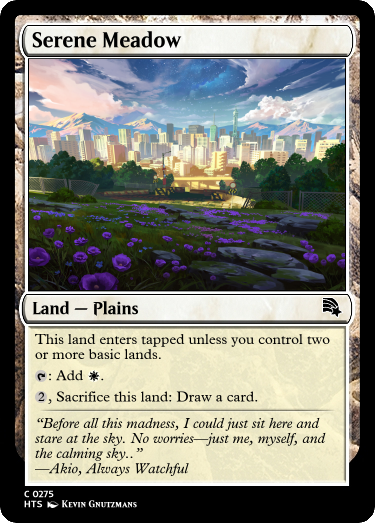 Serene Meadow
Land — Plains
This land enters tapped unless you control two
or more basic lands.
: Add .
2, Sacrifice this land: Draw a card.
“Before all this madness, I could just sit here and
stare at the sky. No worries—just me, myself, and
the calming sky..”
—Akio, Always Watchful
C 0275
HTS Kevin Gnutzmans